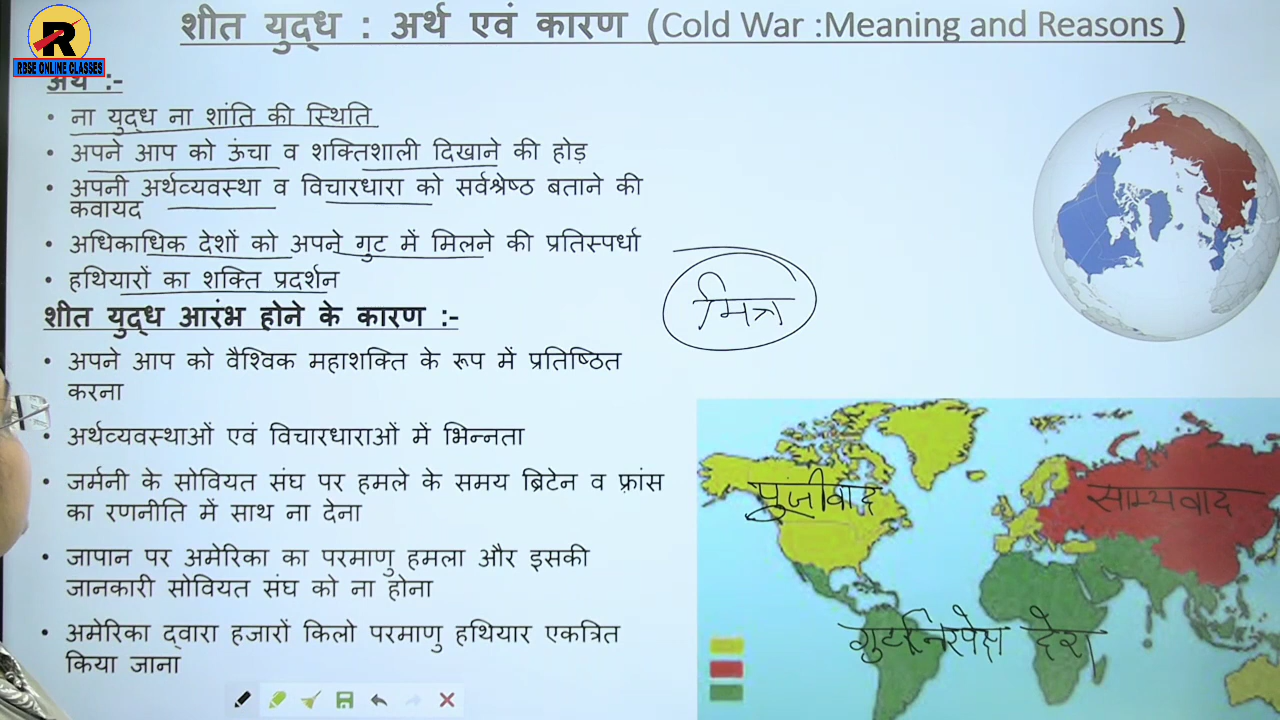 शीत युद्ध : अर्थ एवं कारण (Cold War :Meaning and Reasons )
R
RBSE ONLINE CLASSES
अर्थ :-
• ना युद्ध ना शांति की स्थिति
• अपने आप को ऊंचा व शक्तिशाली दिखाने की होड़
• अपनी अर्थव्यवस्था व विचारधारा को सर्वश्रेष्ठ बताने की
कवायद
• अधिकाधिक देशों को अपने गुट में मिलने की प्रतिस्पर्धा
• हथियारों का शक्ति प्रदर्शन
मित्र
शीत युद्ध आरंभ होने के कारण :-
• अपने आप को वैश्विक महाशक्ति के रूप में प्रतिष्ठित
करना
• अर्थव्यवस्थाओं एवं विचारधाराओं में भिन्नता
• जर्मनी के सोवियत संघ पर हमले के समय ब्रिटेन व फ्रांस
का रणनीति में साथ ना देना
• जापान पर अमेरिका का परमाणु हमला और इसकी
जानकारी सोवियत संघ को ना होना
• अमेरिका द्वारा हजारों किलो परमाणु हथियार एकत्रित
किया जाना
पूंजीवाद
साम्यवाद
गुटनिरपेक्ष देश